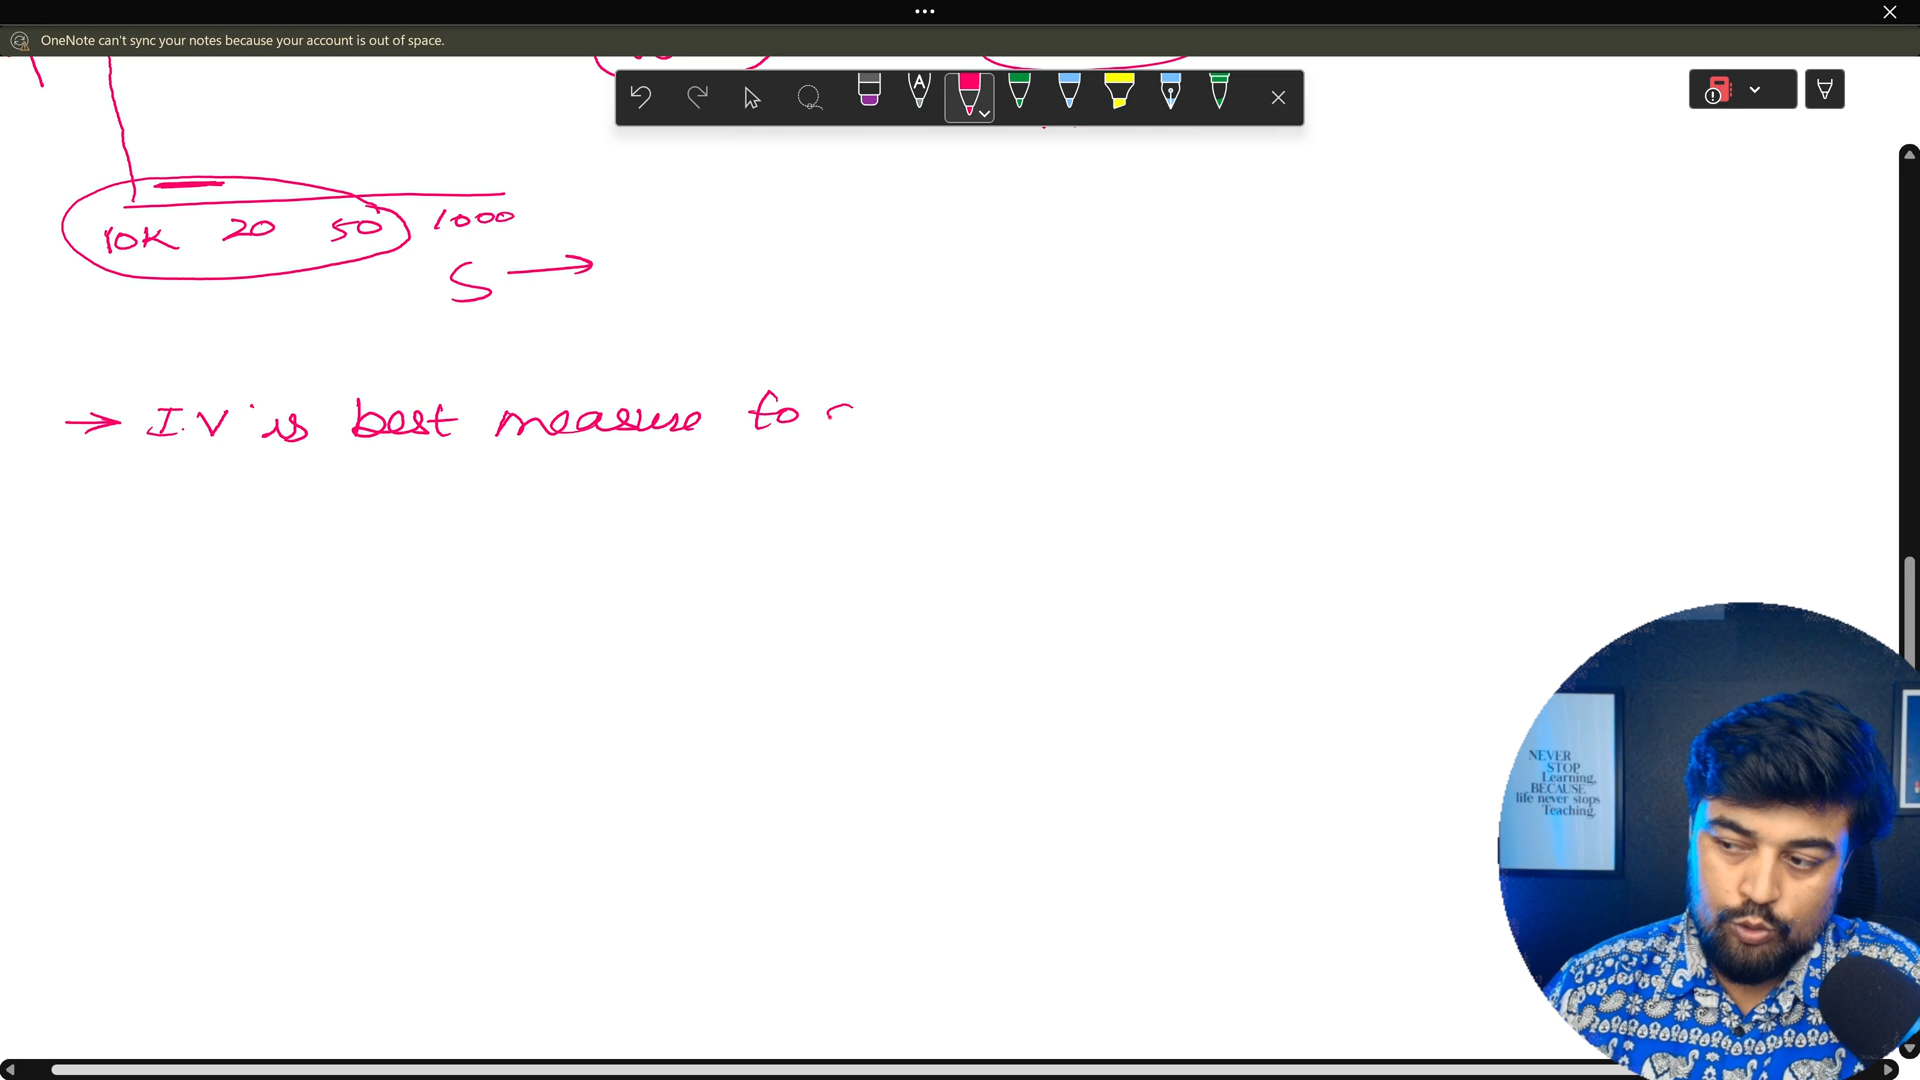 OneNote can't sync your notes because your account is out of space.
A
10K 20 50 1000
S →
→ I.V is best measure to
NEVER
STOP
Learning,
BECAUSE
life never stops
Teaching.